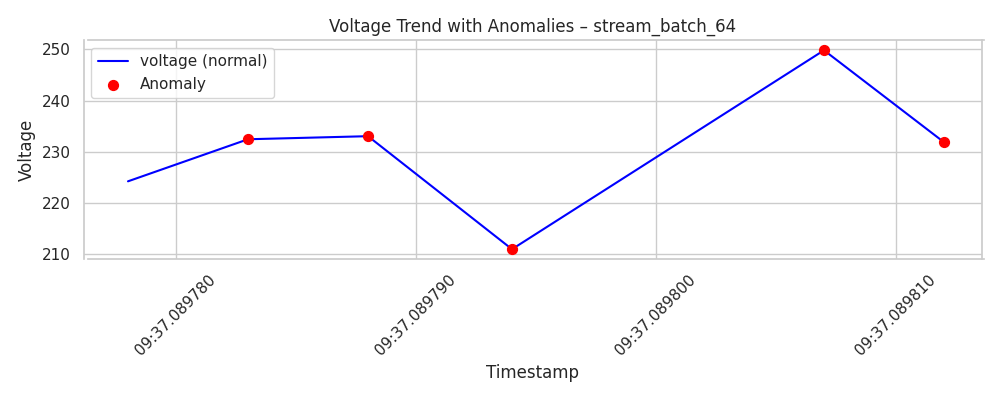 Voltage Trend with Anomalies – stream_batch_64
voltage (normal)
Anomaly
Voltage
250
240
230
220
210
09:37.089780
09:37.089790
09:37.089800
09:37.089810
Timestamp